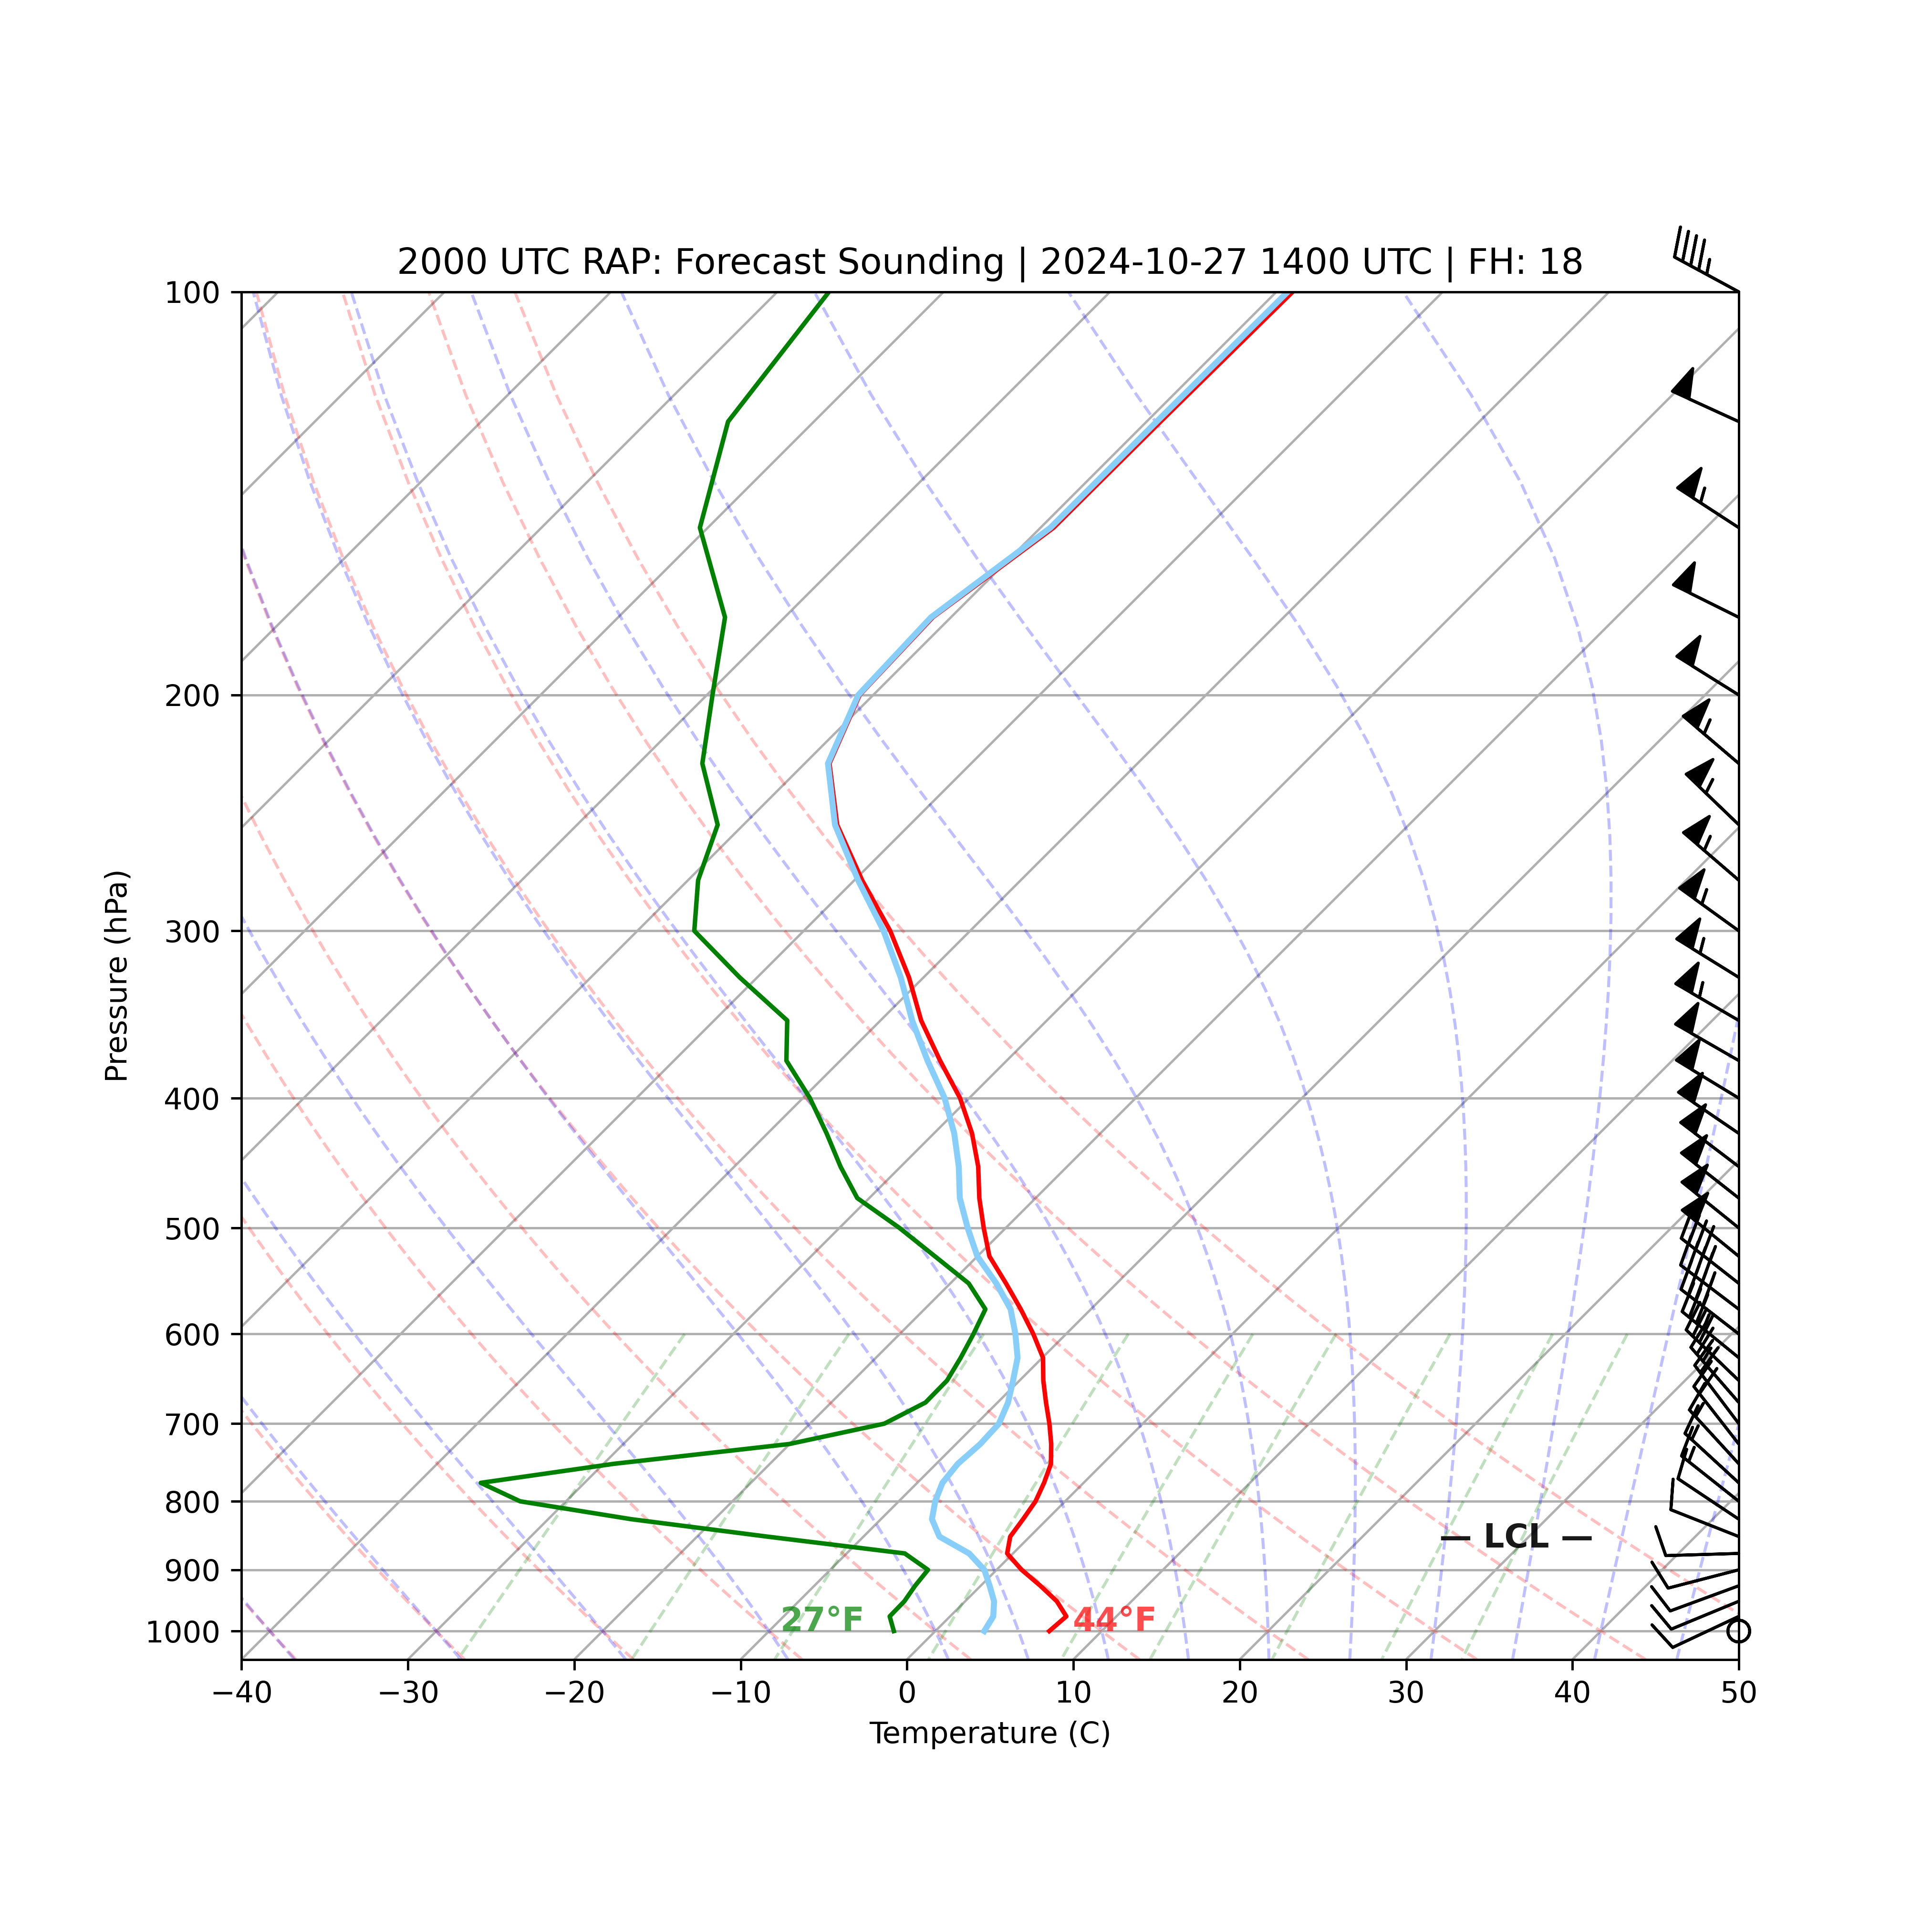 2000 UTC RAP: Forecast Sounding | 2024-10-27 1400 UTC | FH: 18
100
200
300
400
500
600
700
800
900
1000
Pressure (hPa)
— LCL —
27°F
44°F
−40 −30 −20 −10 0 10 20 30 40 50
Temperature (C)